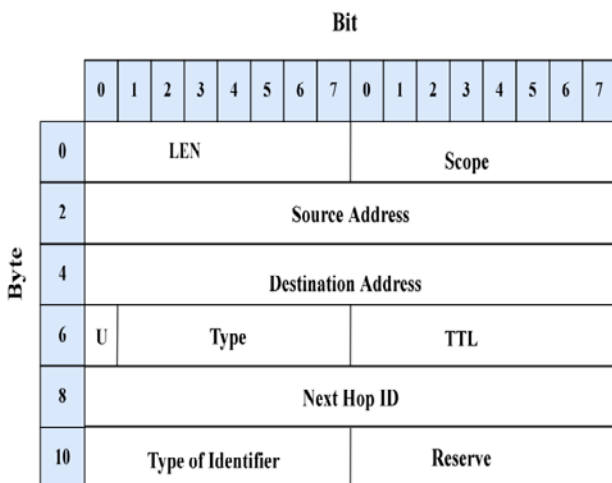 Bit
0 1 2 3 4 5 6 7 0 1 2 3 4 5 6 7
Byte
0 LEN Scope
2 Source Address
4 Destination Address
6 U Type TTL
8 Next Hop ID
10 Type of Identifier Reserve